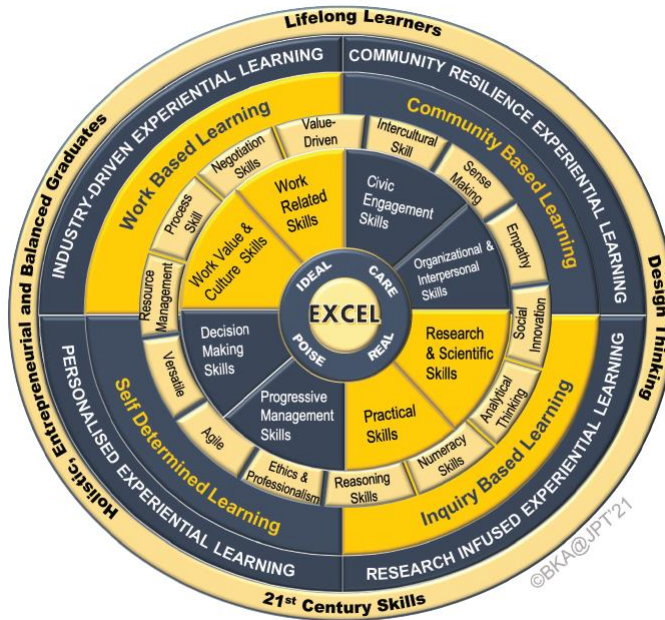 Lifelong Learners
Design Thinking
21st Century Skills
Holistic, Entrepreneurial and Balanced Graduates
INDUSTRY-DRIVEN EXPERIENTIAL LEARNING
COMMUNITY RESILIENCE EXPERIENTIAL LEARNING
RESEARCH INFUSED EXPERIENTIAL LEARNING
PERSONALISED EXPERIENTIAL LEARNING
Work Based Learning
Community Based Learning
Inquiry Based Learning
Self Determined Learning
Resource
Management
Process
Skill
Negotiation
Skills
Value-
Driven
Intercultural
Skill
Sense
Making
Empathy
Social
Innovation
Analytical
Thinking
Numeracy
Skills
Reasoning
Skills
Ethics &
Professionalism
Agile
Versatile
Work Value &
Culture Skills
Work
Related
Skills
Civic
Engagement
Skills
Organizational &
Interpersonal
Skills
Research
& Scientific
Skills
Practical
Skills
Progressive
Management
Skills
Decision
Making
Skills
IDEAL
CARE
REAL
POISE
EXCEL
©BKA@JPT'21